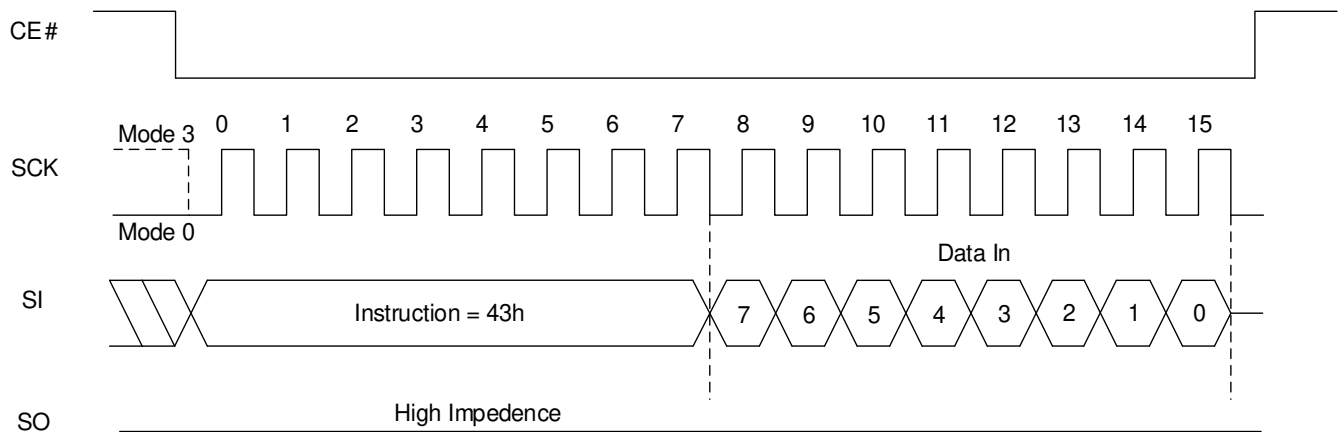 CE#
0 1 2 3 4 5 6 7 8 9 10 11 12 13 14 15
Mode 3
SCK
Mode 0
Data In
SI
Instruction = 43h
7 6 5 4 3 2 1 0
High Impedence
SO